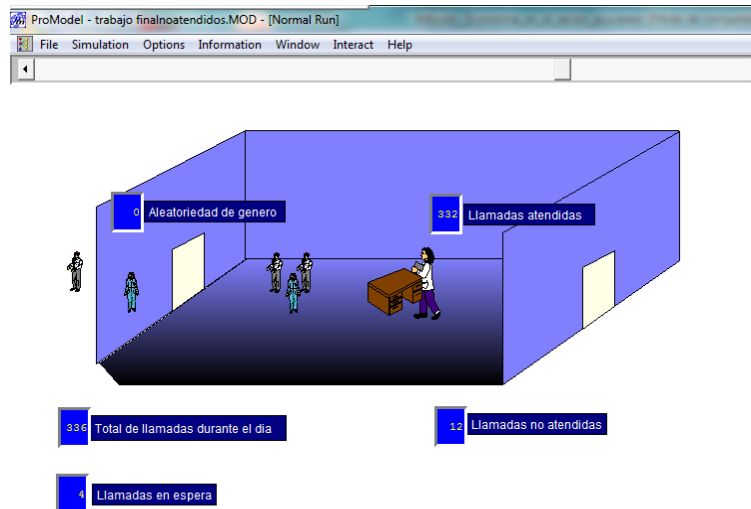 ProModel - trabajo finalnoatendidos.MOD - [Normal Run]
File Simulation Options Information Window Interact Help
0 Aleatoriedad de genero
332 Llamadas atendidas
336 Total de llamadas durante el dia
12 Llamadas no atendidas
4 Llamadas en espera